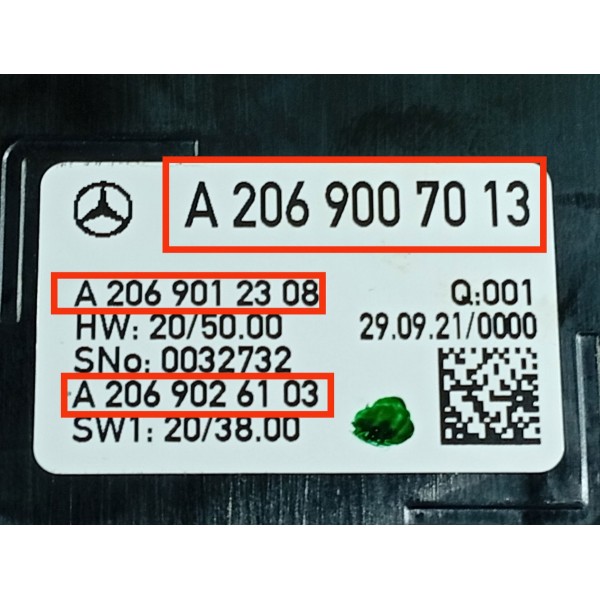 A 206 900 70 13
A 206 901 23 08
Q:001
HW: 20/50.00
29.09.21/0000
SNo: 0032732
A 206 902 61 03
SW1: 20/38.00